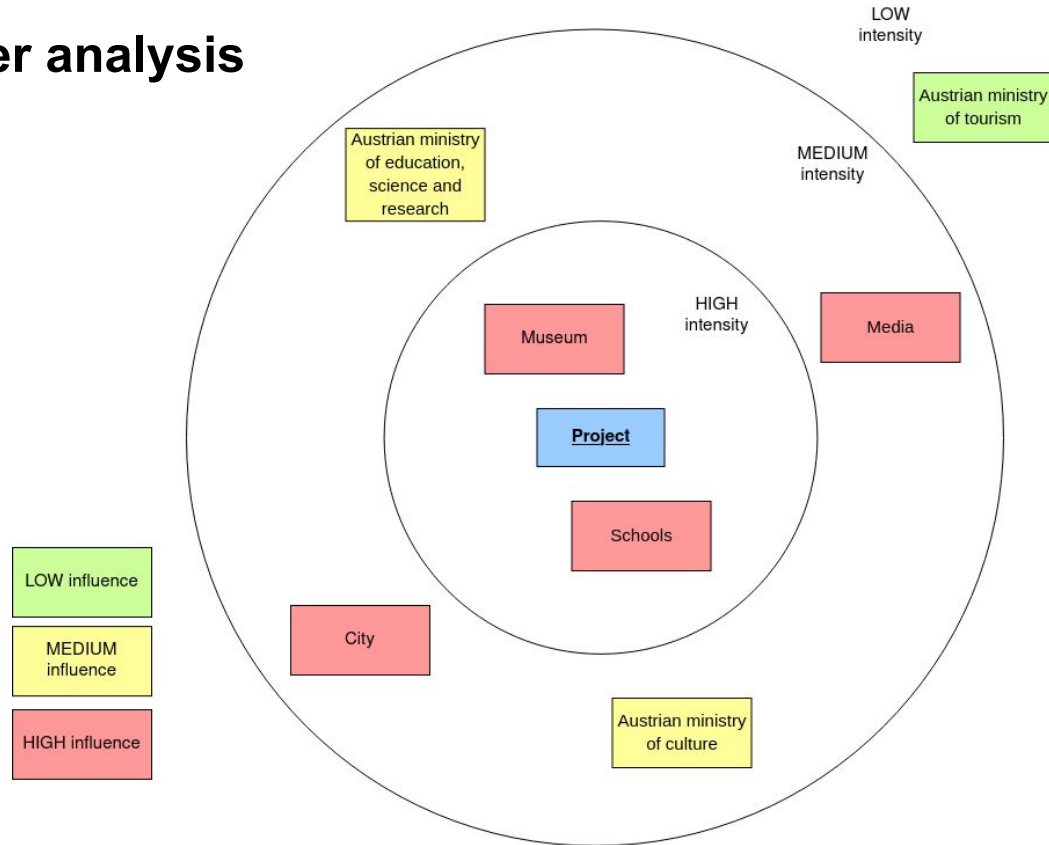 er analysis
LOW
intensity
Austrian ministry
of tourism
Austrian ministry
of education,
science and
research
MEDIUM
intensity
HIGH
intensity
Museum
Media
Project
Schools
LOW influence
MEDIUM
influence
HIGH influence
City
Austrian ministry
of culture